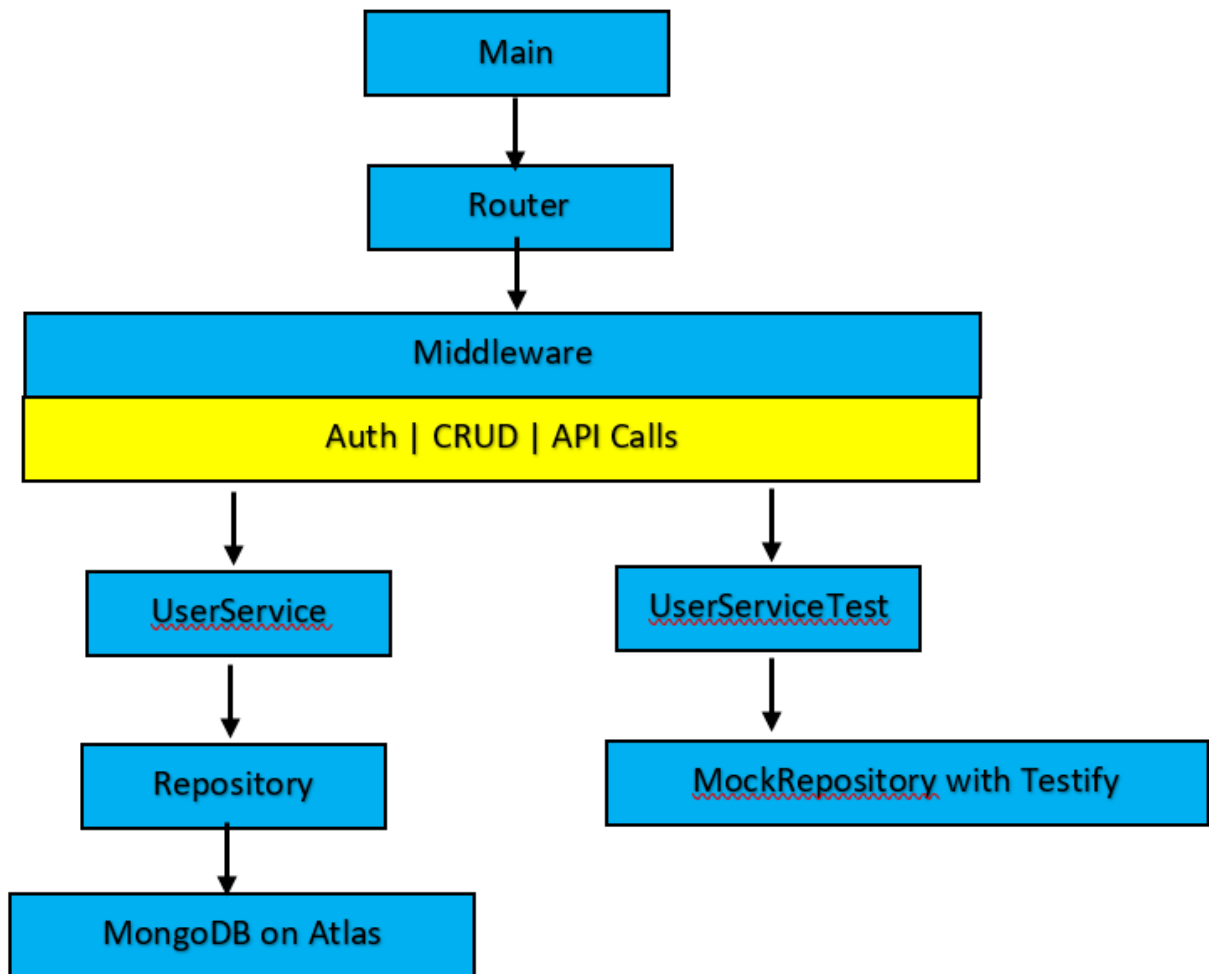 Main
Router
Middleware
Auth | CRUD | API Calls
UserService
UserServiceTest
Repository
MockRepository with Testify
MongoDB on Atlas